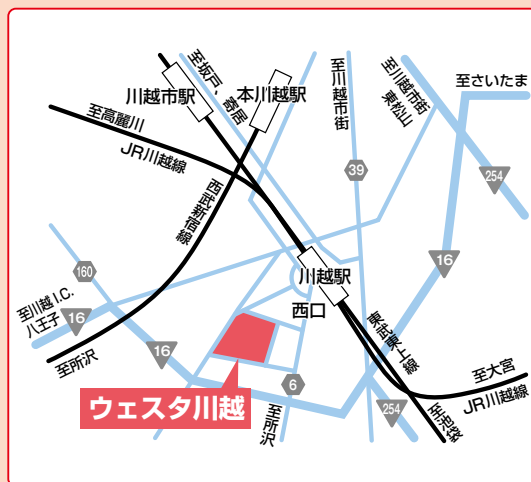 至坂戸、寄居
川越市駅
本川越駅
至川越市街
至川越市街
東松山
至さいたま
至高麗川
JR川越線
西武新宿線
39
254
16
160
川越駅
西口
至川越I.C.
八王子
16
16
至所沢
東武東上線
6
至大宮
JR川越線
ウェスタ川越
至所沢
254
至池袋